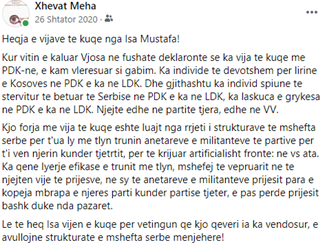 Xhevat Meha
26 Shtator 2020 ·
Heqja e vijave te kuqe nga Isa Mustafa!
Kur vitin e kaluar Vjosa ne fushate deklaronte se ka vija te kuqe me
PDK-ne, e kam vleresuar si gabim. Ka individe te devotshem per lirine
e Kosoves ne PDK e ka ne LDK. Dhe gjithashtu ka individ spiune te
stervitur te betuar te Serbise ne PDK e ka ne LDK, ka laskuca e grykesa
ne PDK e ka ne LDK. Njejte edhe ne partite tjera, edhe ne VV.
Kjo forja me vija te kuqe eshte luajt nga rrjeti i strukturave te mshefta
serbe per t'ua ly me tlyn trunin anetareve e militanteve te partive per
t'i ven njerin kunder tjetrit, per te krijuar artificialisht fronte: ne vs ata.
Ka qene lyerje efikase e trunit me tlyn, mshefej te vepruarit ne te
njejten vije te prijesve, ne sy te anetareve e militanteve prijesit para e
kopeja mbrapa e njeres parti kunder partise tjeter, e pas perde prijesit
bashk duke nda pazaret.
Le te heq Isa vijen e kuqe per vetingun qe kjo qeveri ia ka vendosur, e
avullojne strukturate e mshefta serbe menjehere!